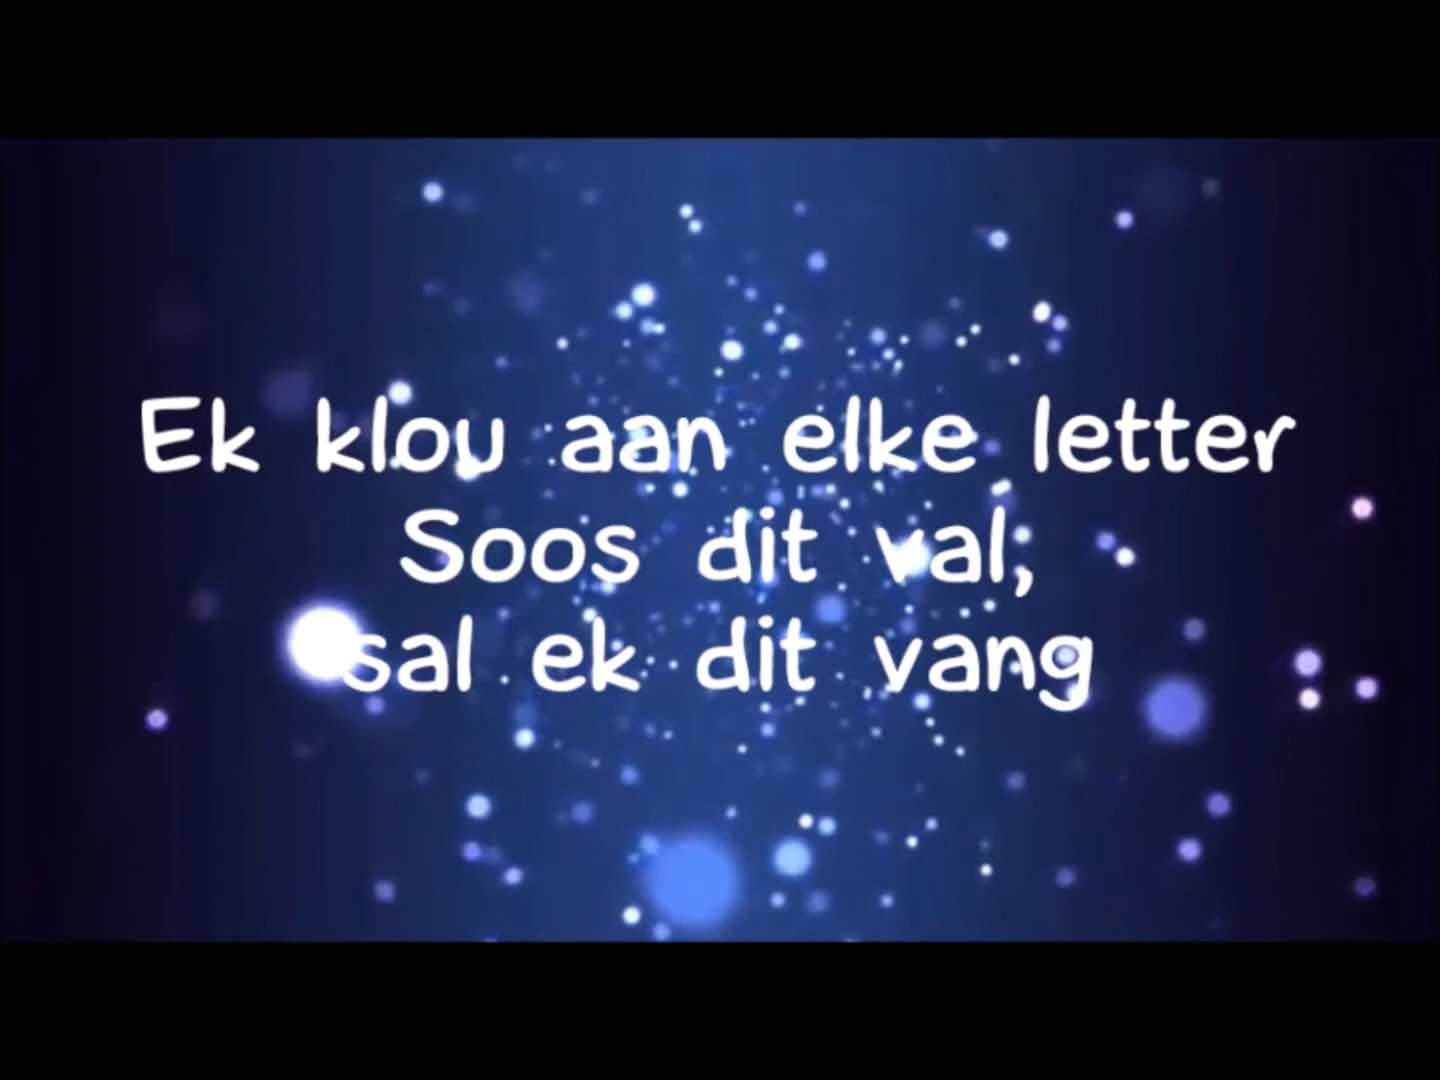 Ek klou aan elke letter
Soos dit val,
sal ek dit vang